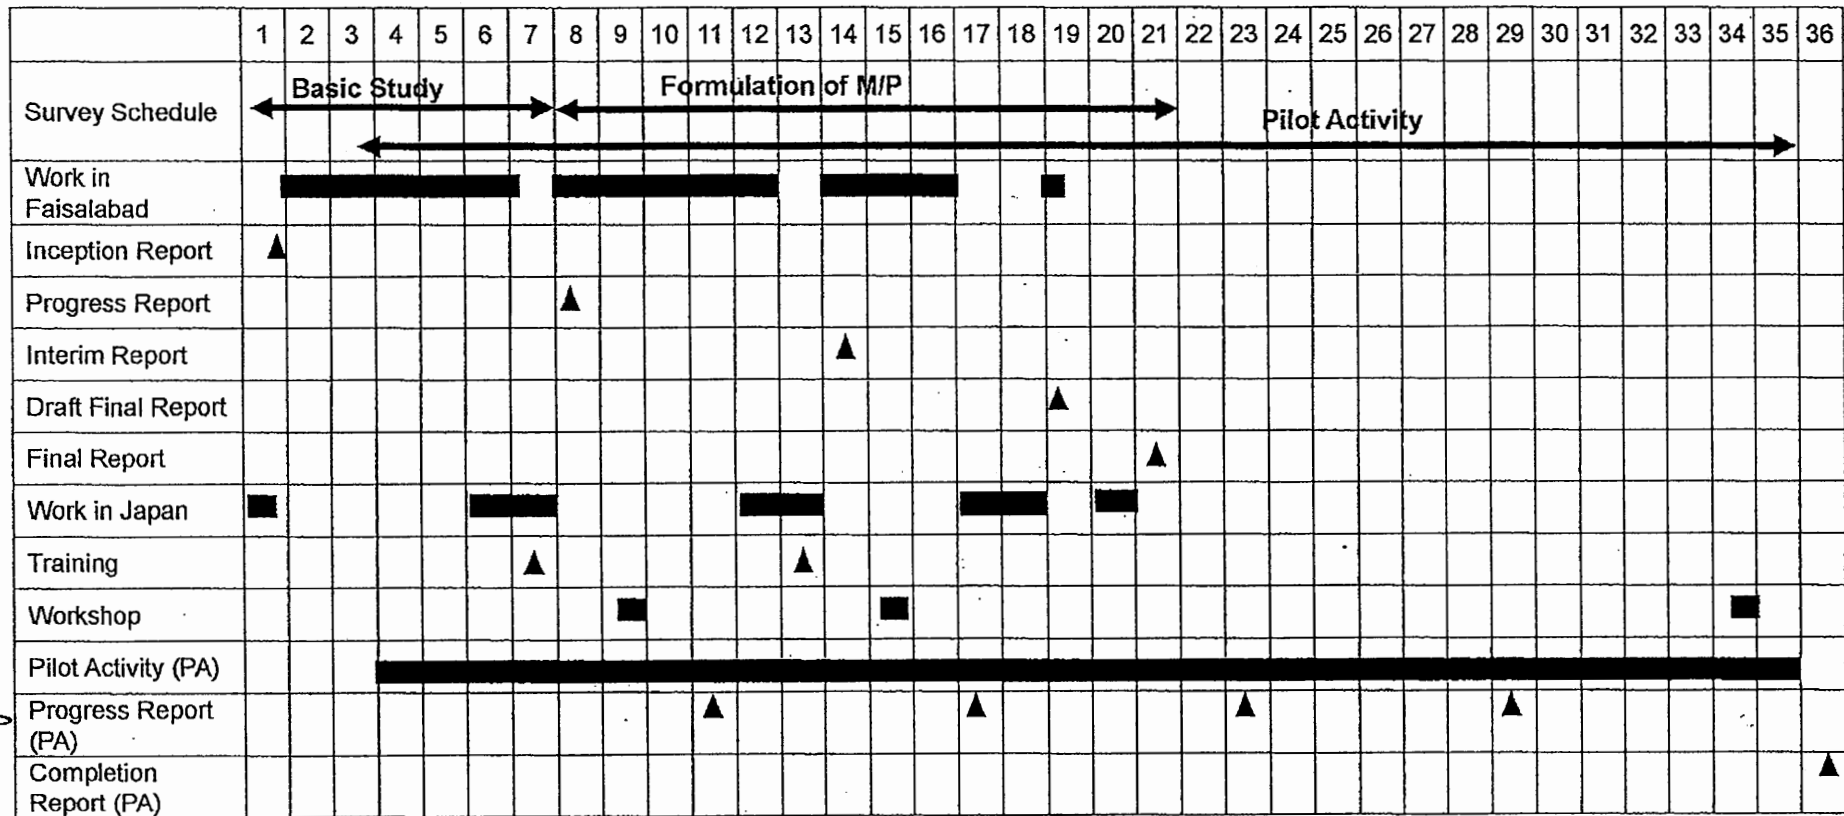 1 2 3 4 5 6 7 8 9 10 11 12 13 14 15 16 17 18 19 20 21 22 23 24 25 26 27 28 29 30 31 32 33 34 35 36
Survey Schedule
Basic Study
Formulation of M/P
Pilot Activity
Work in
Faisalabad
Inception Report
Progress Report
Interim Report
Draft Final Report
Final Report
Work in Japan
Training
Workshop
Pilot Activity (PA)
Progress Report
(PA)
Completion
Report (PA)